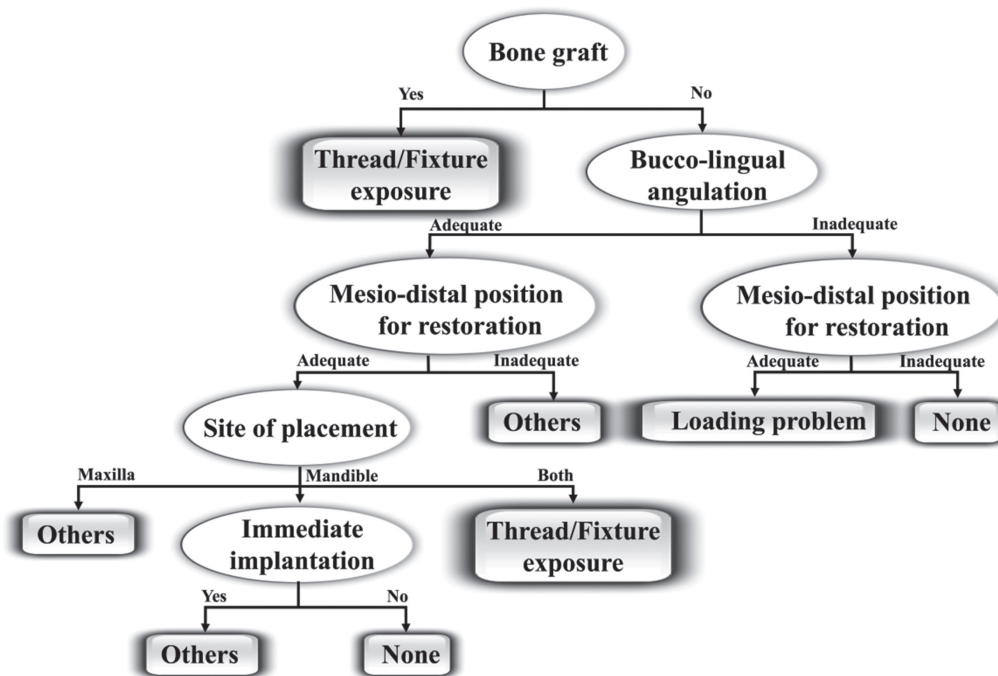 Bone graft
Yes
No
Thread/Fixture
exposure
Bucco-lingual
angulation
Adequate
Inadequate
Mesio-distal position
for restoration
Mesio-distal position
for restoration
Adequate
Inadequate
Adequate
Inadequate
Site of placement
Others
Loading problem
None
Maxilla
Mandible
Both
Others
Immediate
implantation
Thread/Fixture
exposure
Yes
No
Others
None